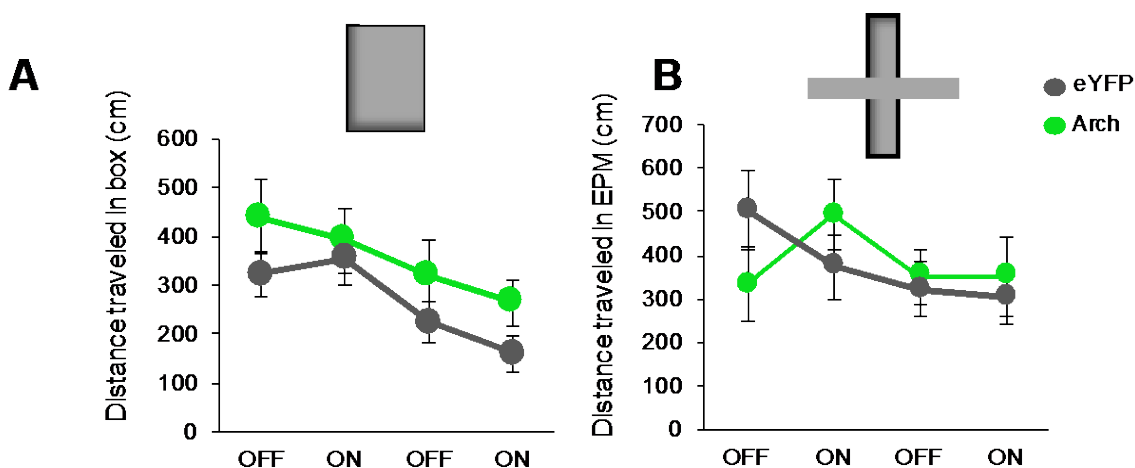 A
Distance traveled in box (cm)
600
500
400
300
200
100
0
OFF ON OFF ON
B
Distance traveled in EPM (cm)
700
600
500
400
300
200
100
0
OFF ON OFF ON
eYFP
Arch